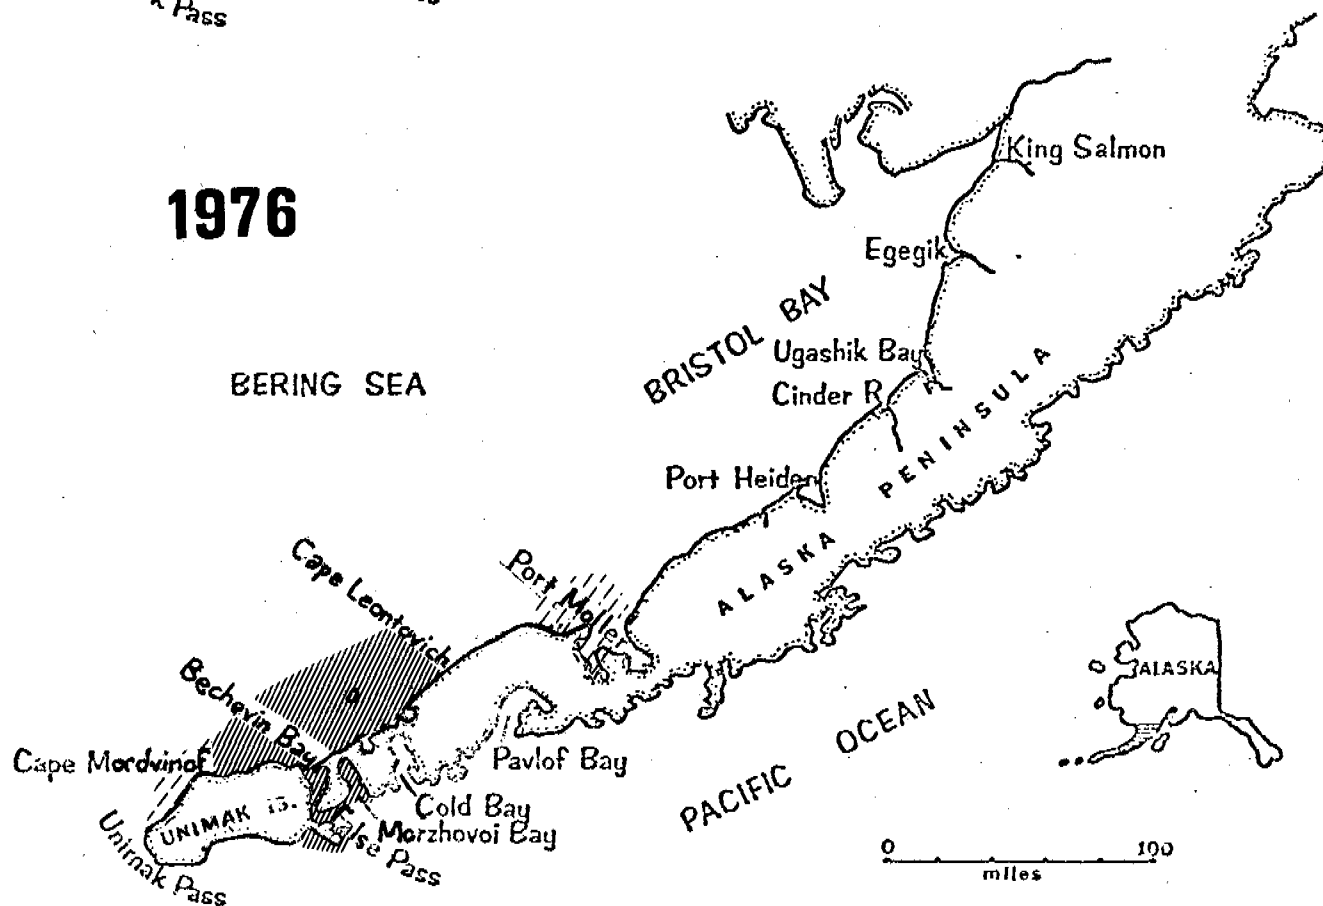 Pass
1976
King Salmon
Egegik
BRISTOL BAY
Ugashik Bay
BERING SEA
Cinder R
ALASKA PENINSULA
Port Heiden
Cape Leontovich
Port Moller
Bechevin Bay
ALASKA
OCEAN
PACIFIC
Cape Mordvinof
Pavlof Bay
UNIMAK IS.
Cold Bay
Morzhovoi Bay
False Pass
Unimak Pass
0 100
miles